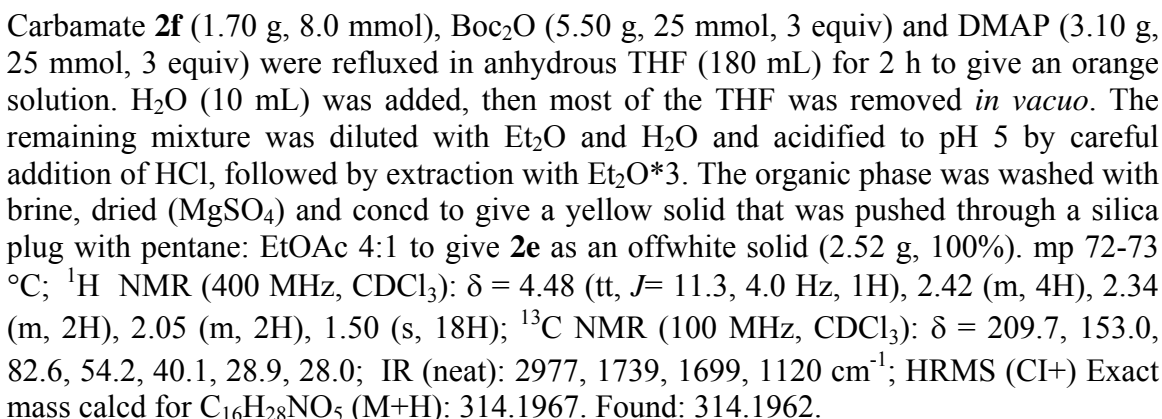 Carbamate 2f (1.70 g, 8.0 mmol), Boc₂O (5.50 g, 25 mmol, 3 equiv) and DMAP (3.10 g,
25 mmol, 3 equiv) were refluxed in anhydrous THF (180 mL) for 2 h to give an orange
solution. H₂O (10 mL) was added, then most of the THF was removed in vacuo. The
remaining mixture was diluted with Et₂O and H₂O and acidified to pH 5 by careful
addition of HCl, followed by extraction with Et₂O*3. The organic phase was washed with
brine, dried (MgSO₄) and concd to give a yellow solid that was pushed through a silica
plug with pentane: EtOAc 4:1 to give 2e as an offwhite solid (2.52 g, 100%). mp 72-73
°C; ¹H NMR (400 MHz, CDCl₃): δ = 4.48 (tt, J= 11.3, 4.0 Hz, 1H), 2.42 (m, 4H), 2.34
(m, 2H), 2.05 (m, 2H), 1.50 (s, 18H); ¹³C NMR (100 MHz, CDCl₃): δ = 209.7, 153.0,
82.6, 54.2, 40.1, 28.9, 28.0; IR (neat): 2977, 1739, 1699, 1120 cm⁻¹; HRMS (CI+) Exact
mass calcd for C₁₆H₂₈NO₅ (M+H): 314.1967. Found: 314.1962.